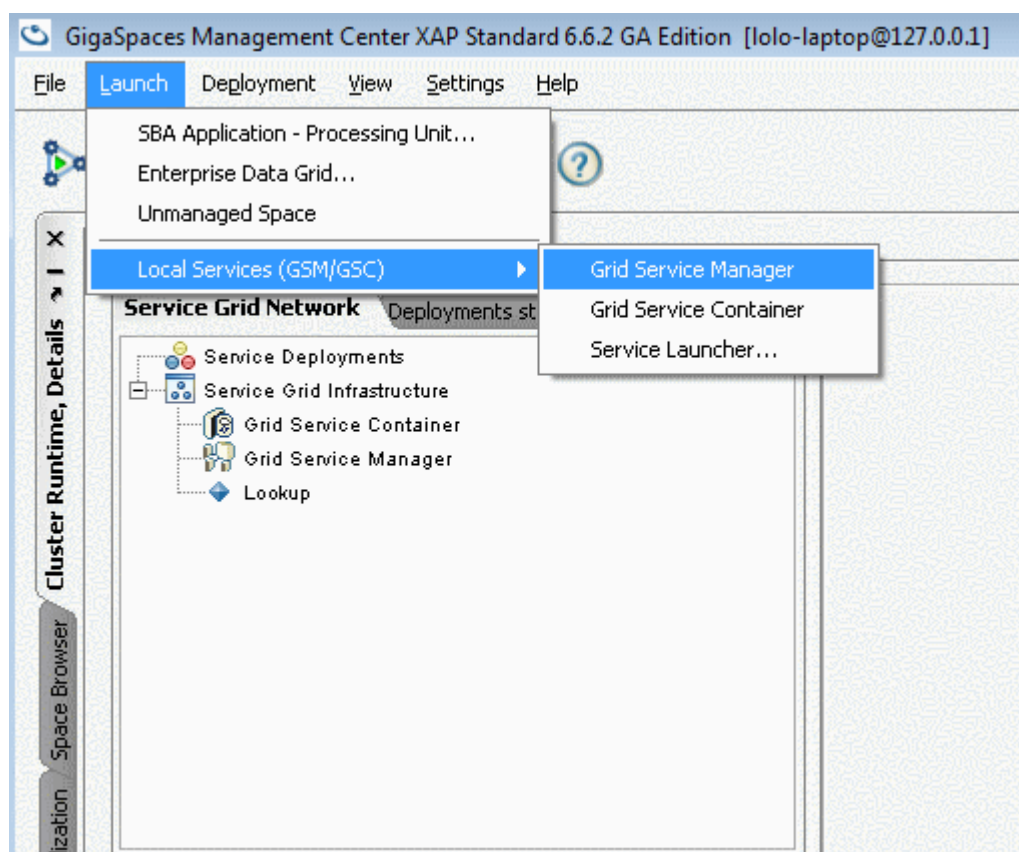 GigaSpaces Management Center XAP Standard 6.6.2 GA Edition [lolo-laptop@127.0.0.1]
File Launch Deployment View Settings Help
SBA Application - Processing Unit...
Enterprise Data Grid...
Unmanaged Space
Local Services (GSM/GSC)
Grid Service Manager
Grid Service Container
Service Launcher...
Service Grid Network Deployments st
Service Deployments
Service Grid Infrastructure
Grid Service Container
Grid Service Manager
Lookup
Cluster Runtime, Details
Space Browser
ization